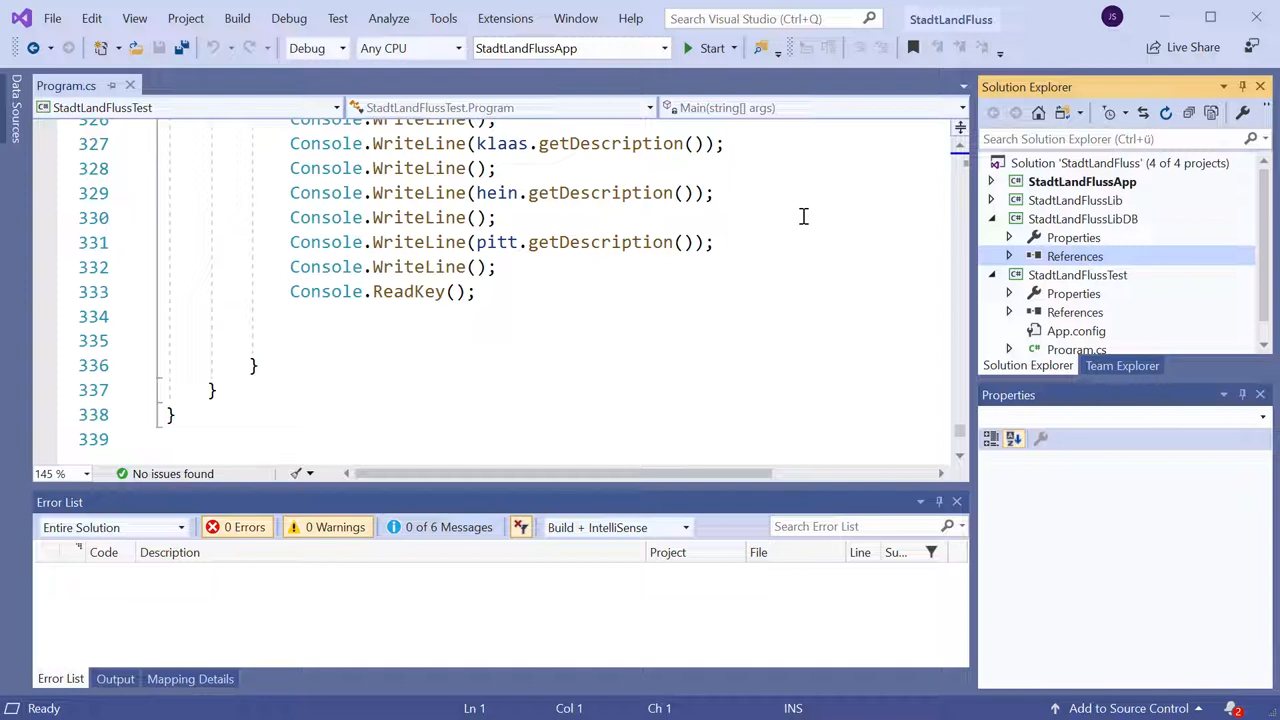 File Edit View Project Build Debug Test Analyze Tools Extensions Window Help Search Visual Studio (Ctrl+Q) StadtLandFluss JS
Debug Any CPU StadtLandFlussApp Start Live Share
Data Sources
Program.cs
StadtLandFlussTest StadtLandFlussTest.Program Main(string[] args)
326 Console.WriteLine();
327 Console.WriteLine(klaas.getDescription());
328 Console.WriteLine();
329 Console.WriteLine(hein.getDescription());
330 Console.WriteLine();
331 Console.WriteLine(pitt.getDescription());
332 Console.WriteLine();
333 Console.ReadKey();
334
335
336 }
337 }
338 }
339
145 % No issues found
Solution Explorer
Search Solution Explorer (Ctrl+ü)
Solution 'StadtLandFluss' (4 of 4 projects)
StadtLandFlussApp
StadtLandFlussLib
StadtLandFlussLibDB
Properties
References
StadtLandFlussTest
Properties
References
App.config
Program.cs
Solution Explorer Team Explorer
Properties
Error List
Entire Solution 0 Errors 0 Warnings 0 of 6 Messages Build + IntelliSense Search Error List
Code Description Project File Line Su...
Error List Output Mapping Details
Ready Ln 1 Col 1 Ch 1 INS Add to Source Control 2